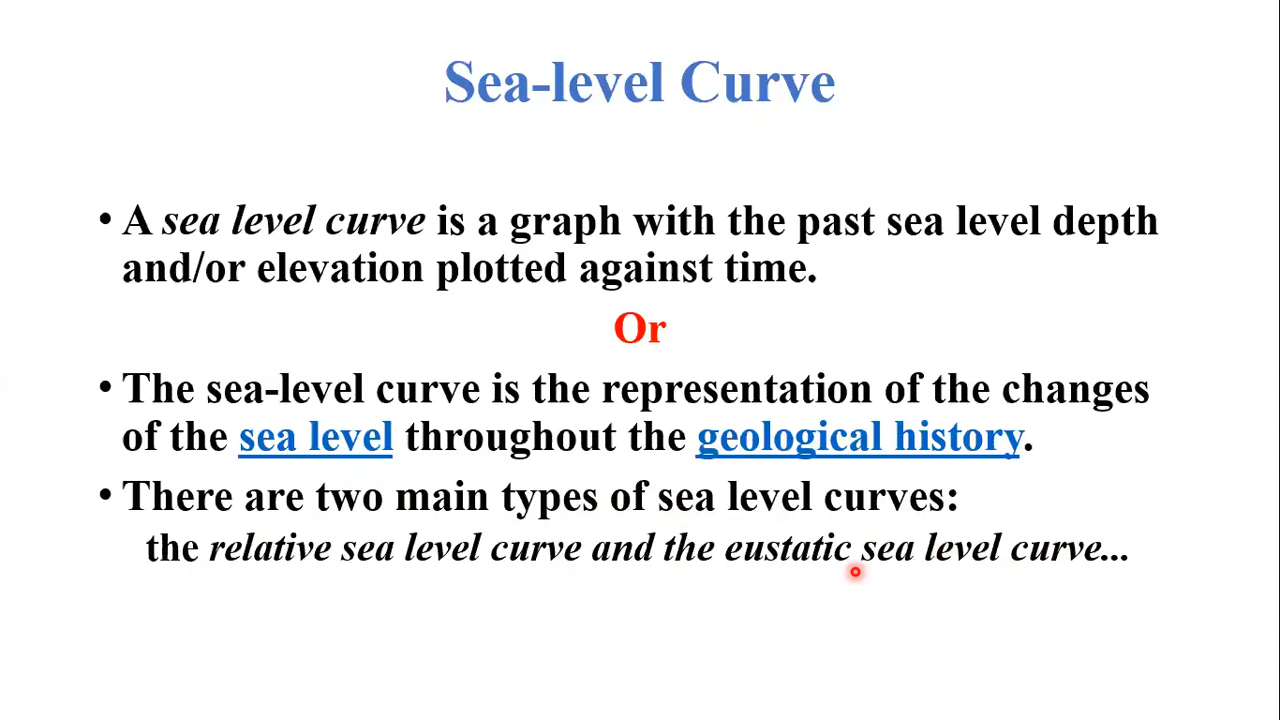 Sea-level Curve
• A sea level curve is a graph with the past sea level depth
and/or elevation plotted against time.
Or
• The sea-level curve is the representation of the changes
of the sea level throughout the geological history.
• There are two main types of sea level curves:
the relative sea level curve and the eustatic sea level curve...